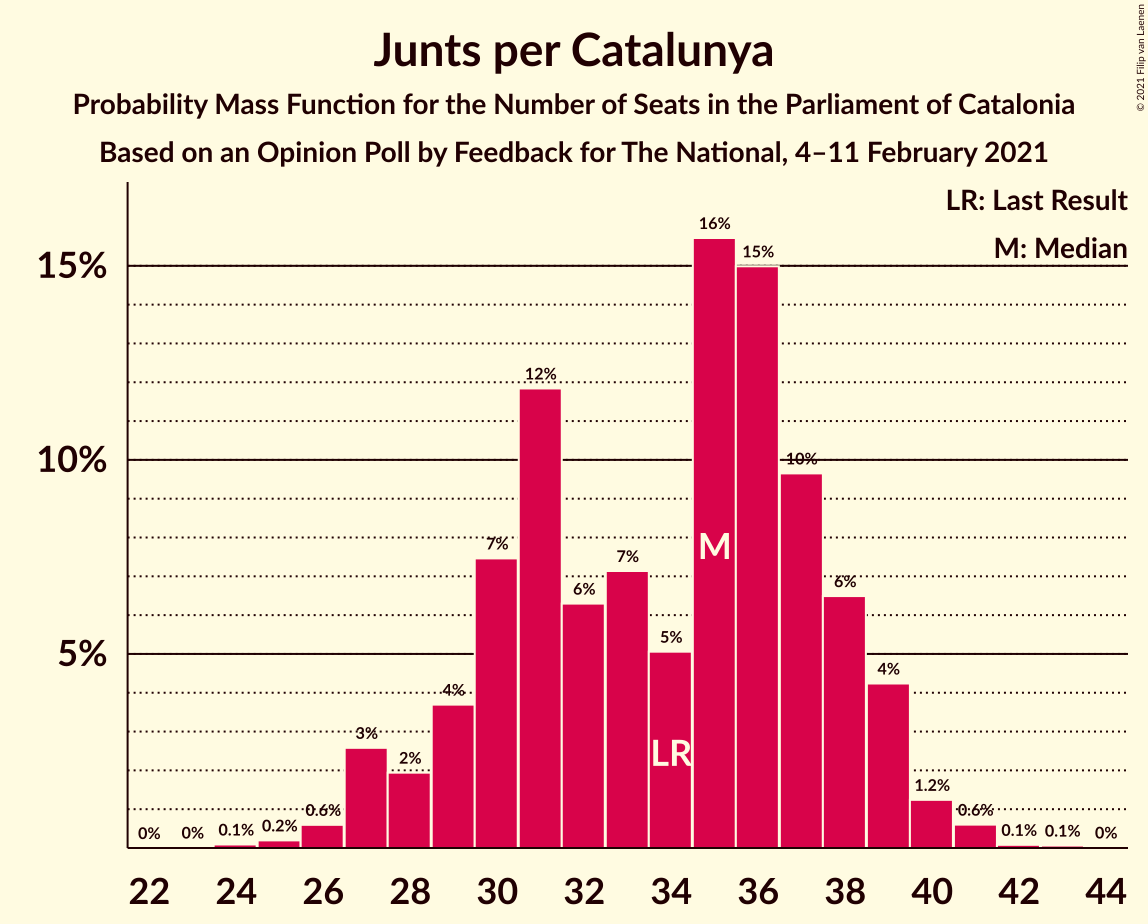 Junts per Catalunya
Probability Mass Function for the Number of Seats in the Parliament of Catalonia
Based on an Opinion Poll by Feedback for The National, 4–11 February 2021
© 2021 Filip van Laenen
LR: Last Result
M: Median
15%
10%
5%
0%
0%
0.1%
0.2%
0.6%
3%
2%
4%
7%
12%
6%
7%
5%
16%
15%
10%
6%
4%
1.2%
0.6%
0.1%
0.1%
0%
M
LR
22 24 26 28 30 32 34 36 38 40 42 44